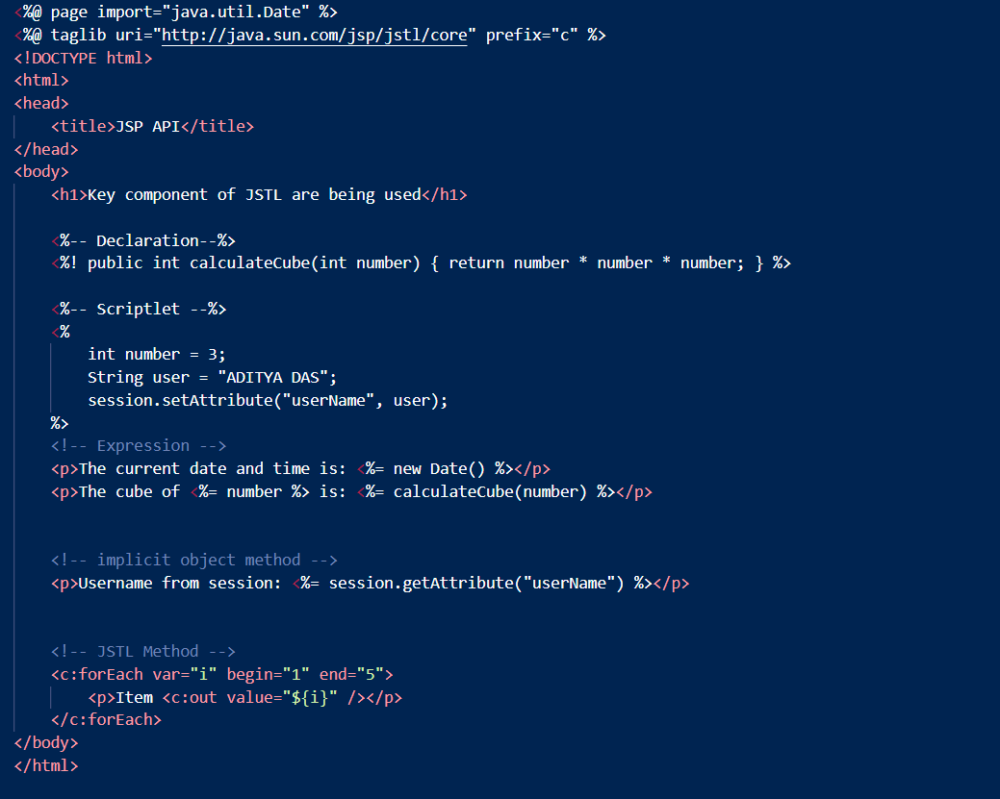 <%@ page import="java.util.Date" %>
<%@ taglib uri="http://java.sun.com/jsp/jstl/core" prefix="c" %>
<!DOCTYPE html>
<html>
<head>
    <title>JSP API</title>
</head>
<body>
    <h1>Key component of JSTL are being used</h1>

    <%-- Declaration--%>
    <%! public int calculateCube(int number) { return number * number * number; } %>

    <%-- Scriptlet --%>
    <%
        int number = 3;
        String user = "ADITYA DAS";
        session.setAttribute("userName", user);
    %>
    <!-- Expression -->
    <p>The current date and time is: <%= new Date() %></p>
    <p>The cube of <%= number %> is: <%= calculateCube(number) %></p>


    <!-- implicit object method -->
    <p>Username from session: <%= session.getAttribute("userName") %></p>


    <!-- JSTL Method -->
    <c:forEach var="i" begin="1" end="5">
        <p>Item <c:out value="${i}" /></p>
    </c:forEach>
</body>
</html>